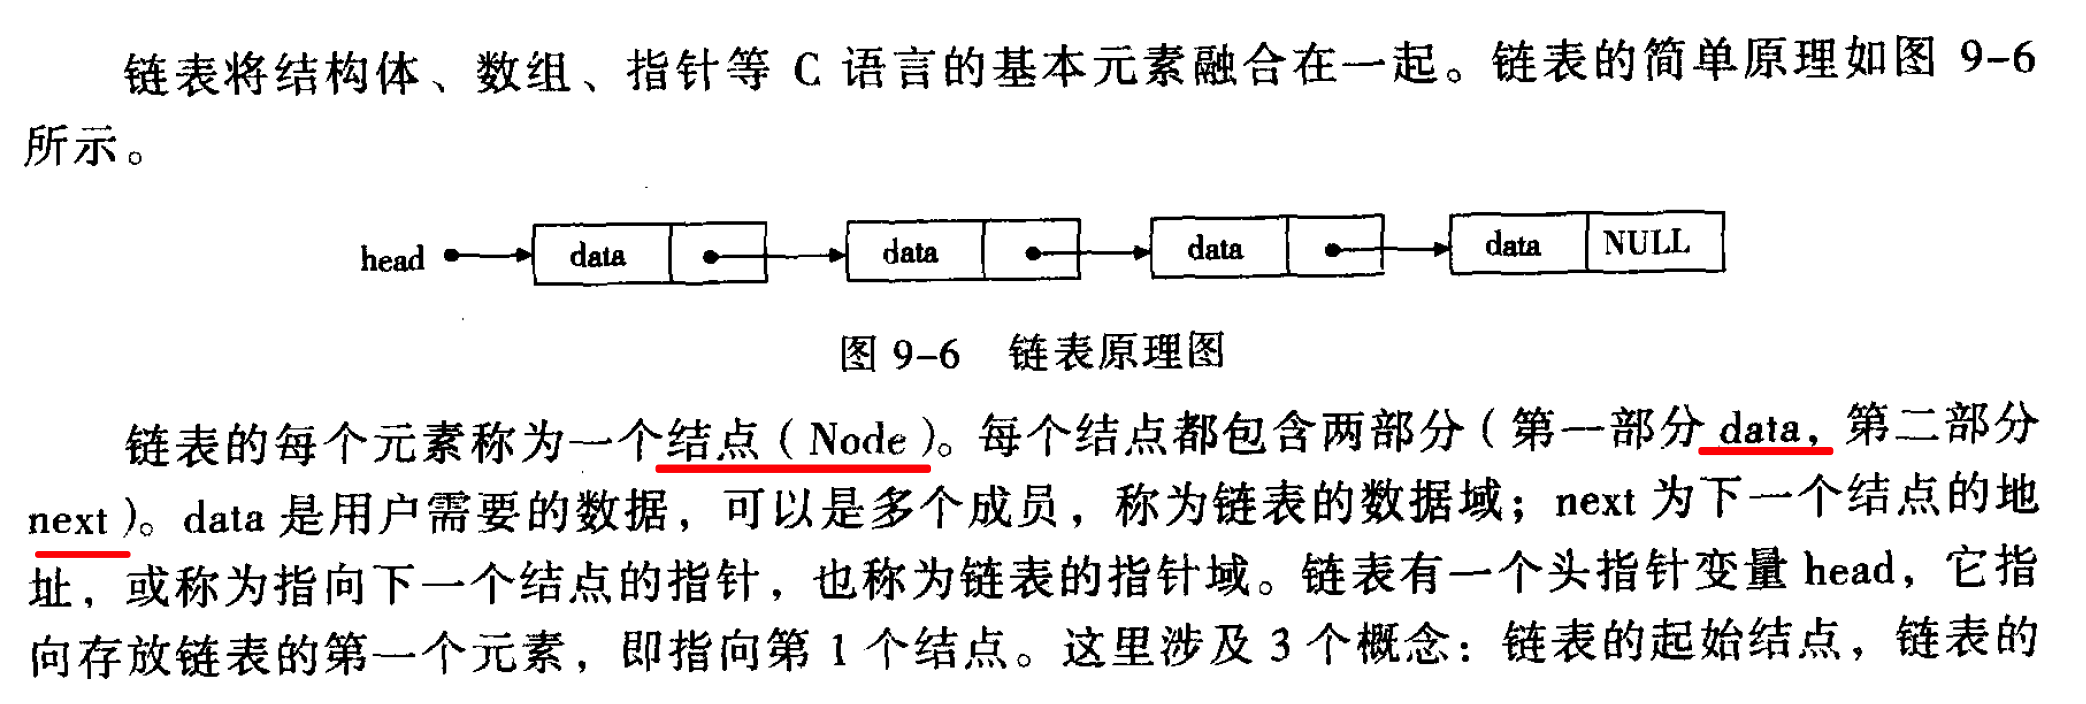 链表将结构体、数组、指针等 C 语言的基本元素融合在一起。链表的简单原理如图 9-6
所示。
head data data data data NULL
图 9-6 链表原理图
链表的每个元素称为一个结点（Node）。每个结点都包含两部分（第一部分 data，第二部分
next）。data 是用户需要的数据，可以是多个成员，称为链表的数据域；next 为下一个结点的地
址，或称为指向下一个结点的指针，也称为链表的指针域。链表有一个头指针变量 head，它指
向存放链表的第一个元素，即指向第 1 个结点。这里涉及 3 个概念：链表的起始结点，链表的